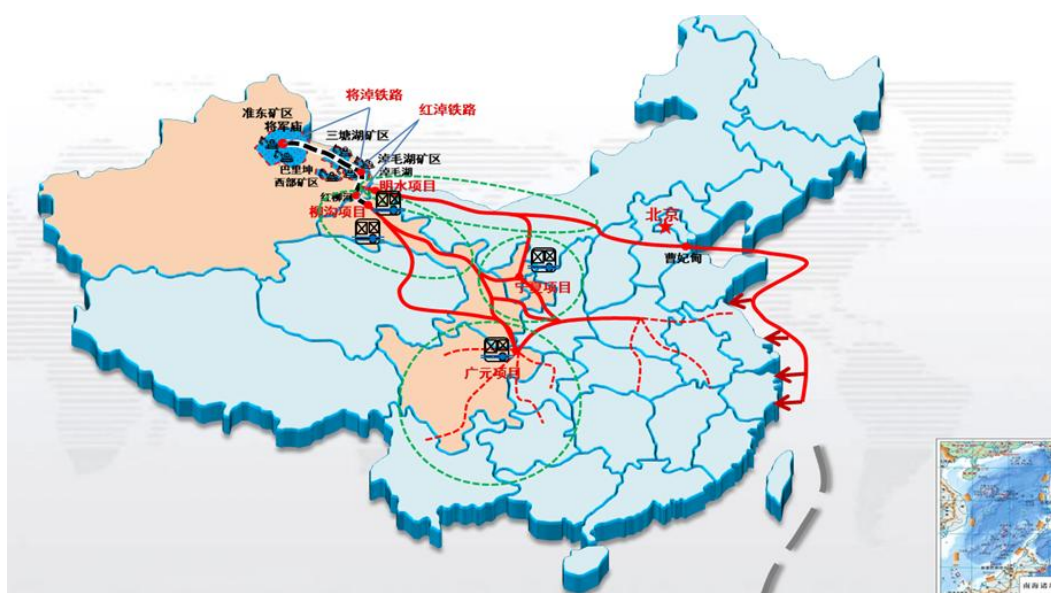 将淖铁路
红淖铁路
准东矿区
将军庙
三塘湖矿区
淖毛湖矿区
淖毛湖
巴里坤
西部矿区
明水项目
红柳河
柳沟项目
北京
曹妃甸
宁夏项目
广元项目